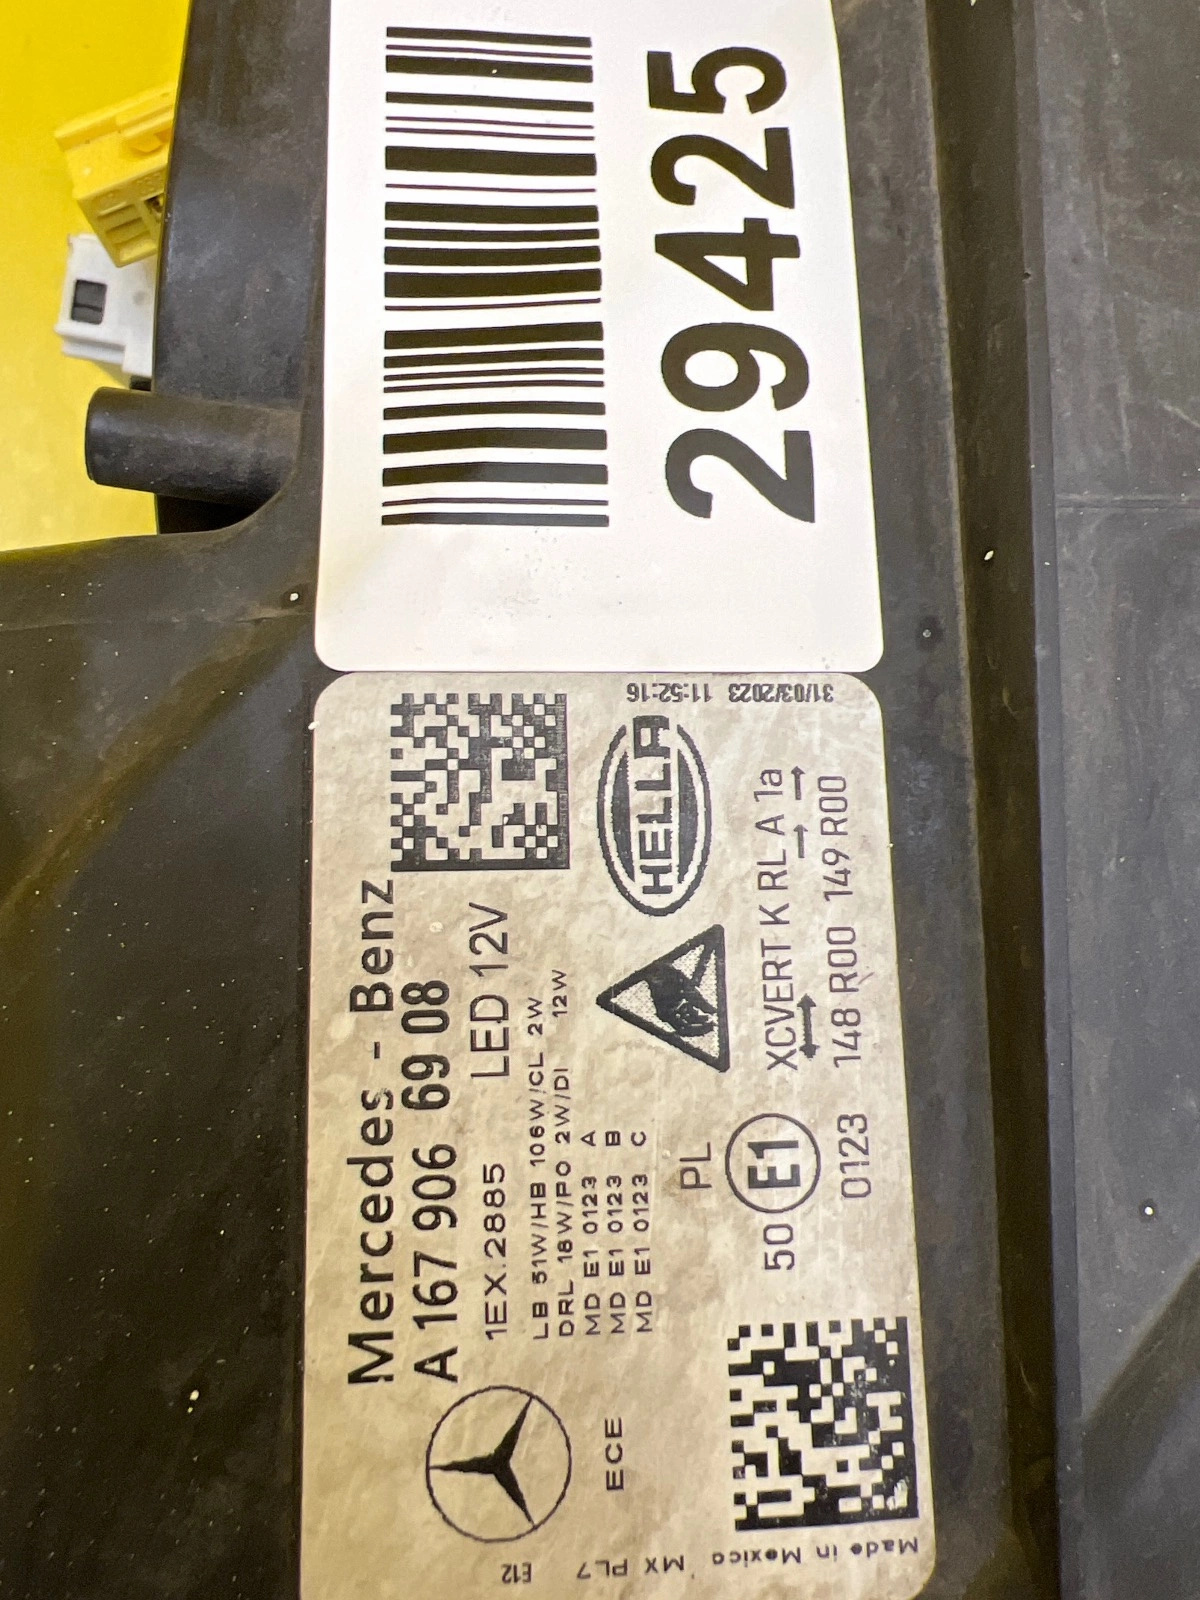 29425
Mercedes - Benz
A 167 906 69 08
1EX.2885 LED 12V
LB 51W/HB 106W/CL 2W
DRL 18W/PO 2W/DI 12W
MD E1 0123 A
MD E1 0123 B
MD E1 0123 C
ECE
PL
HELLA
50 E1 XCVERT K RL A 1a
0123 148 R00 149 R00
31/03/2023 11:52:16
E12 MX PL7 Made in Mexico